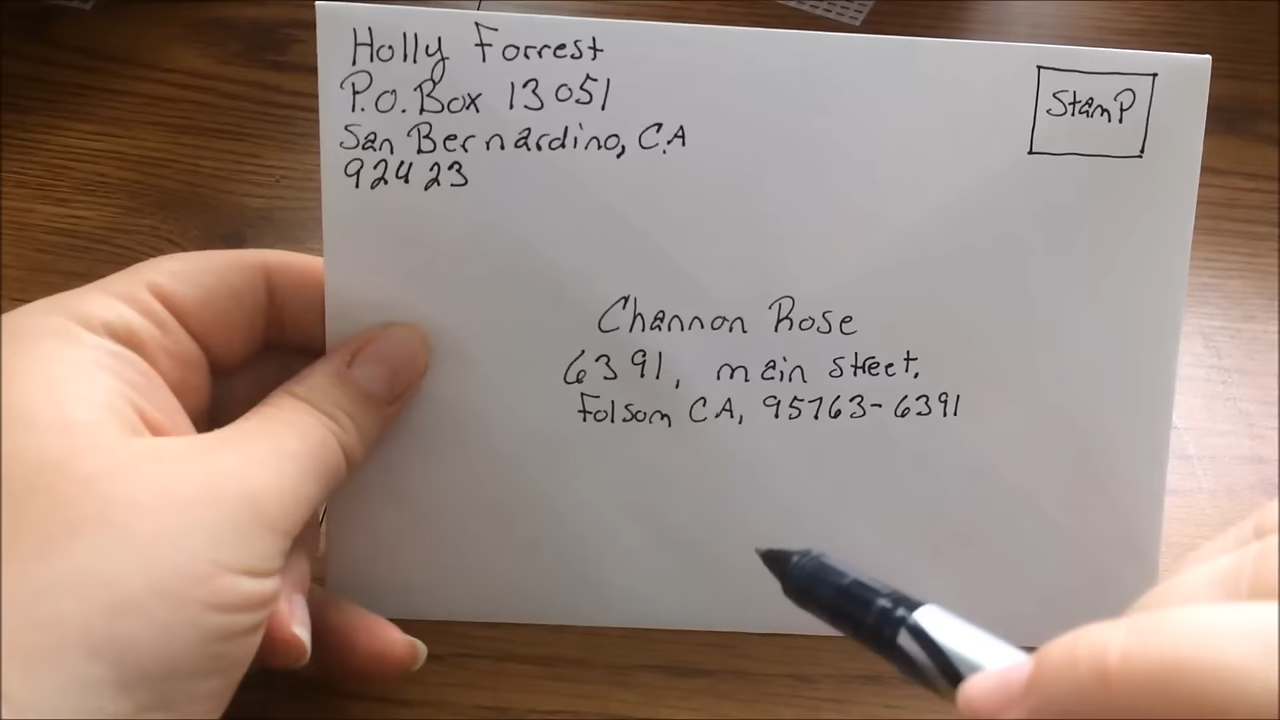 Holly Forrest
P.O. Box 13051
San Bernardino, CA
92423
Stamp
Channon Rose
6391, main street,
Folsom CA, 95763-6391